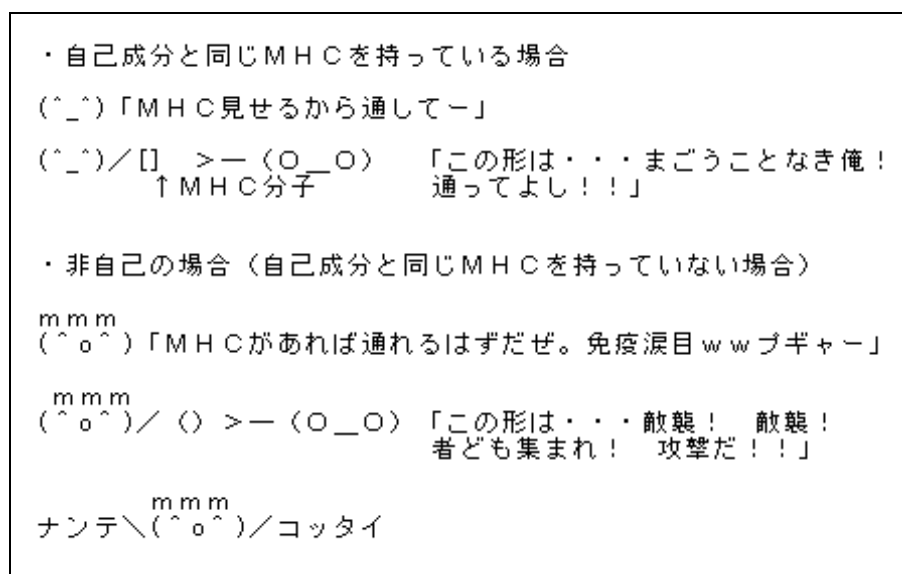 ・自己成分と同じＭＨＣを持っている場合
(^_^)「ＭＨＣ見せるから通してー」
(^_^)／[]　>－（○＿○）　「この形は・・・まごうことなき俺！
↑ＭＨＣ分子　通ってよし！！」
・非自己の場合（自己成分と同じＭＨＣを持っていない場合）
ｍｍｍ
(＾ｏ＾)「ＭＨＣがあれば通れるはずだぜ。免疫涙目ｗｗプギャー」
ｍｍｍ
(＾ｏ＾)／ （） >－（○＿○）「この形は・・・敵襲！　敵襲！
者ども集まれ！　攻撃だ！！」
ｍｍｍ
ナンテ＼(＾ｏ＾)／コッタイ